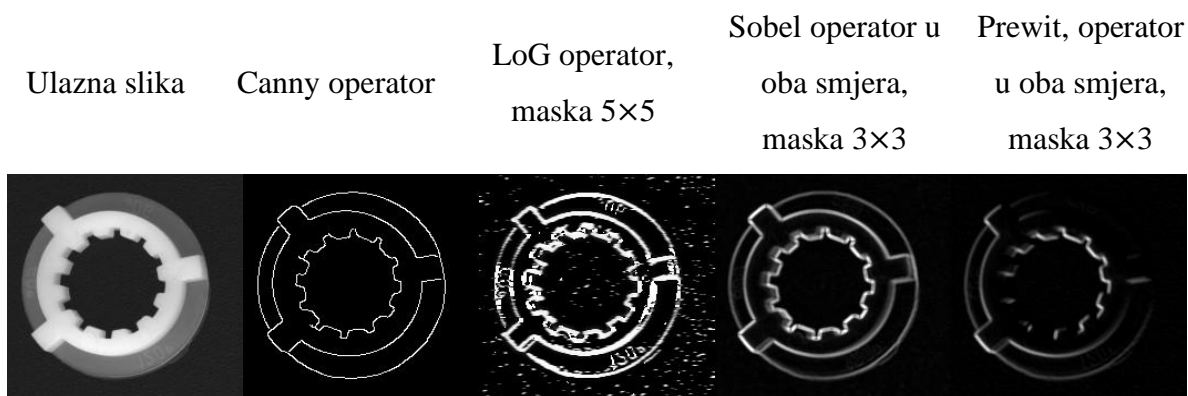 Ulazna slika
Canny operator
LoG operator,
maska 5×5
Sobel operator u
oba smjera,
maska 3×3
Prewit, operator
u oba smjera,
maska 3×3